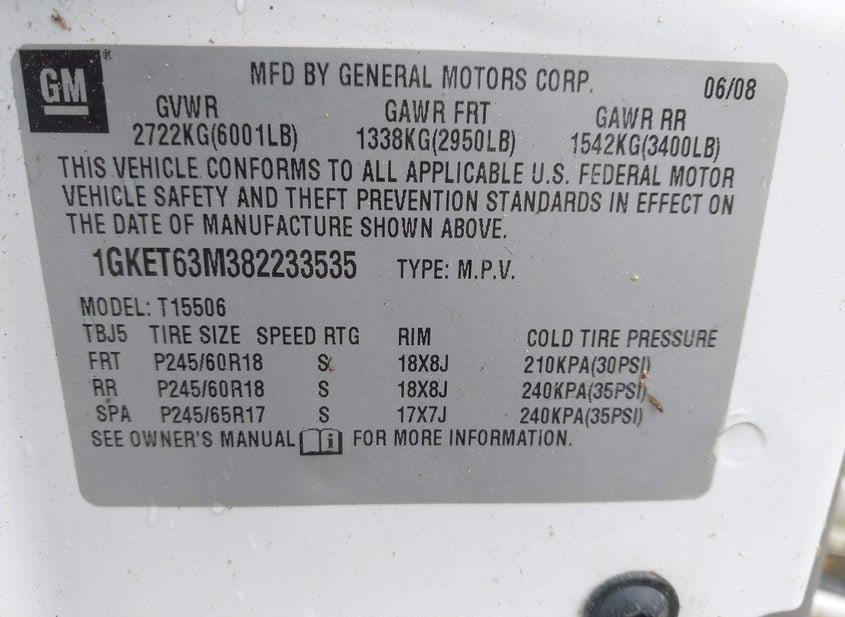 GM®
MFD BY GENERAL MOTORS CORP. 06/08
GVWR GAWR FRT GAWR RR
2722KG(6001LB) 1338KG(2950LB) 1542KG(3400LB)
THIS VEHICLE CONFORMS TO ALL APPLICABLE U.S. FEDERAL MOTOR
VEHICLE SAFETY AND THEFT PREVENTION STANDARDS IN EFFECT ON
THE DATE OF MANUFACTURE SHOWN ABOVE.
1GKET63M382233535 TYPE: M.P.V.
MODEL: T15506
TBJ5 TIRE SIZE SPEED RTG RIM COLD TIRE PRESSURE
FRT P245/60R18 S 18X8J 210KPA(30PSI)
RR P245/60R18 S 18X8J 240KPA(35PSI)
SPA P245/65R17 S 17X7J 240KPA(35PSI)
SEE OWNER'S MANUAL i FOR MORE INFORMATION.